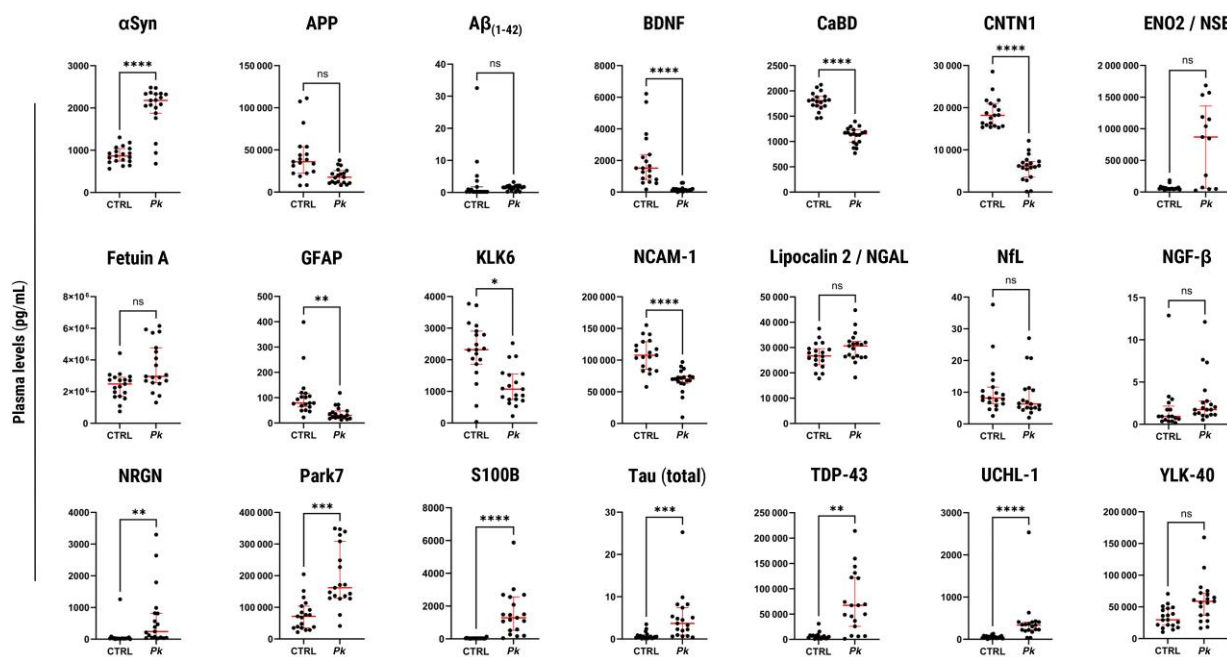 αSyn APP Aβ(1-42) BDNF CaBD CNTN1 ENO2 / NSE
**** ns ns **** **** **** ns
3000 2000 1000 0 CTRL Pk
150 000 100 000 50 000 0 CTRL Pk
40 30 20 10 0 CTRL Pk
8000 6000 4000 2000 0 CTRL Pk
2500 2000 1500 1250 1000 750 500 250 0 CTRL Pk
30 000 20 000 10 000 0 CTRL Pk
2 000 000 1 500 000 1 000 000 500 000 0 CTRL Pk
Plasma levels (pg/mL)
Fetuin A GFAP KLK6 NCAM-1 Lipocalin 2 / NGAL NfL NGF-β
ns ** * **** ns ns ns
8×10⁶ 6×10⁶ 4×10⁶ 2×10⁶ 0 CTRL Pk
500 400 300 200 100 0 CTRL Pk
4000 3000 2000 1000 0 CTRL Pk
200 000 150 000 100 000 50 000 0 CTRL Pk
50 000 40 000 30 000 20 000 10 000 0 CTRL Pk
40 30 20 10 0 CTRL Pk
15 10 5 0 CTRL Pk
NRGN Park7 S100B Tau (total) TDP-43 UCHL-1 YLK-40
** *** **** *** ** **** ns
4000 3000 2000 1000 0 CTRL Pk
400 000 300 000 200 000 100 000 0 CTRL Pk
8000 6000 4000 2000 0 CTRL Pk
30 20 10 0 CTRL Pk
250 000 200 000 150 000 100 000 50 000 0 CTRL Pk
3000 2000 1000 0 CTRL Pk
200 000 150 000 100 000 50 000 0 CTRL Pk